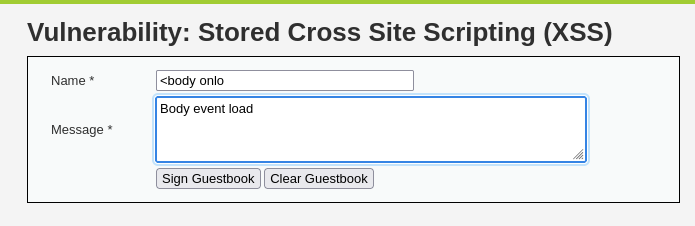 Vulnerability: Stored Cross Site Scripting (XSS)
Name * <body onlo
Body event load
Message *
Sign Guestbook Clear Guestbook